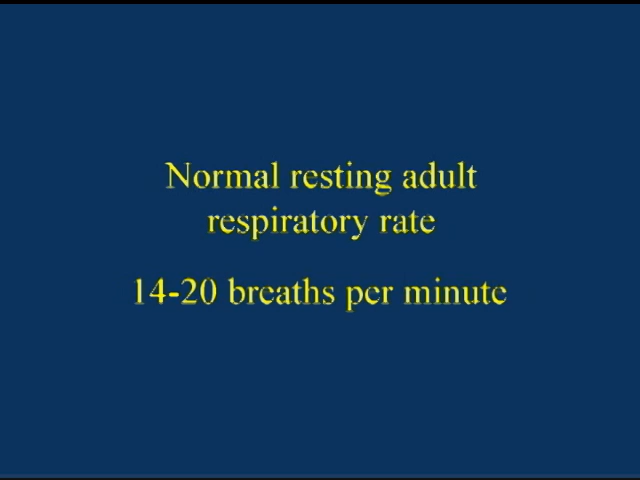 Normal resting adult
respiratory rate
14-20 breaths per minute